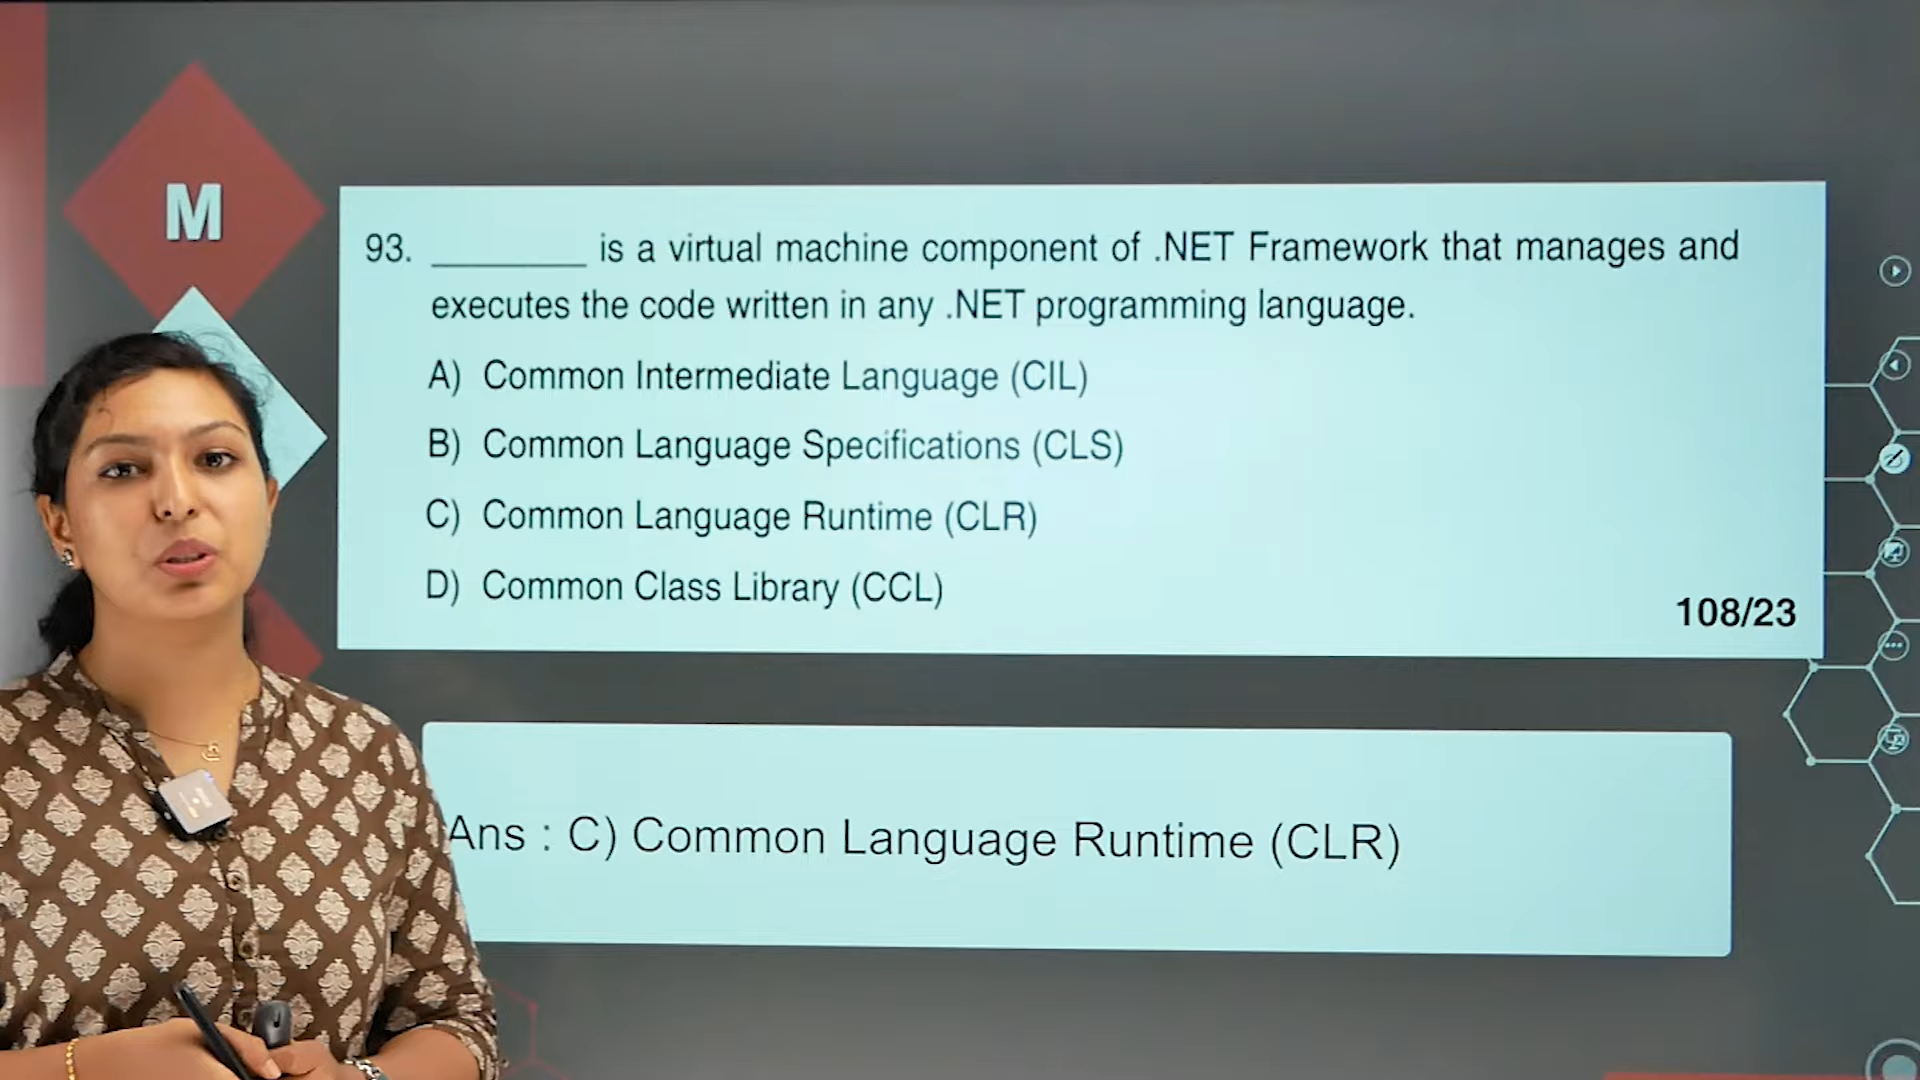 M
93. ________ is a virtual machine component of .NET Framework that manages and
executes the code written in any .NET programming language.
A) Common Intermediate Language (CIL)
B) Common Language Specifications (CLS)
C) Common Language Runtime (CLR)
D) Common Class Library (CCL)
108/23
Ans : C) Common Language Runtime (CLR)